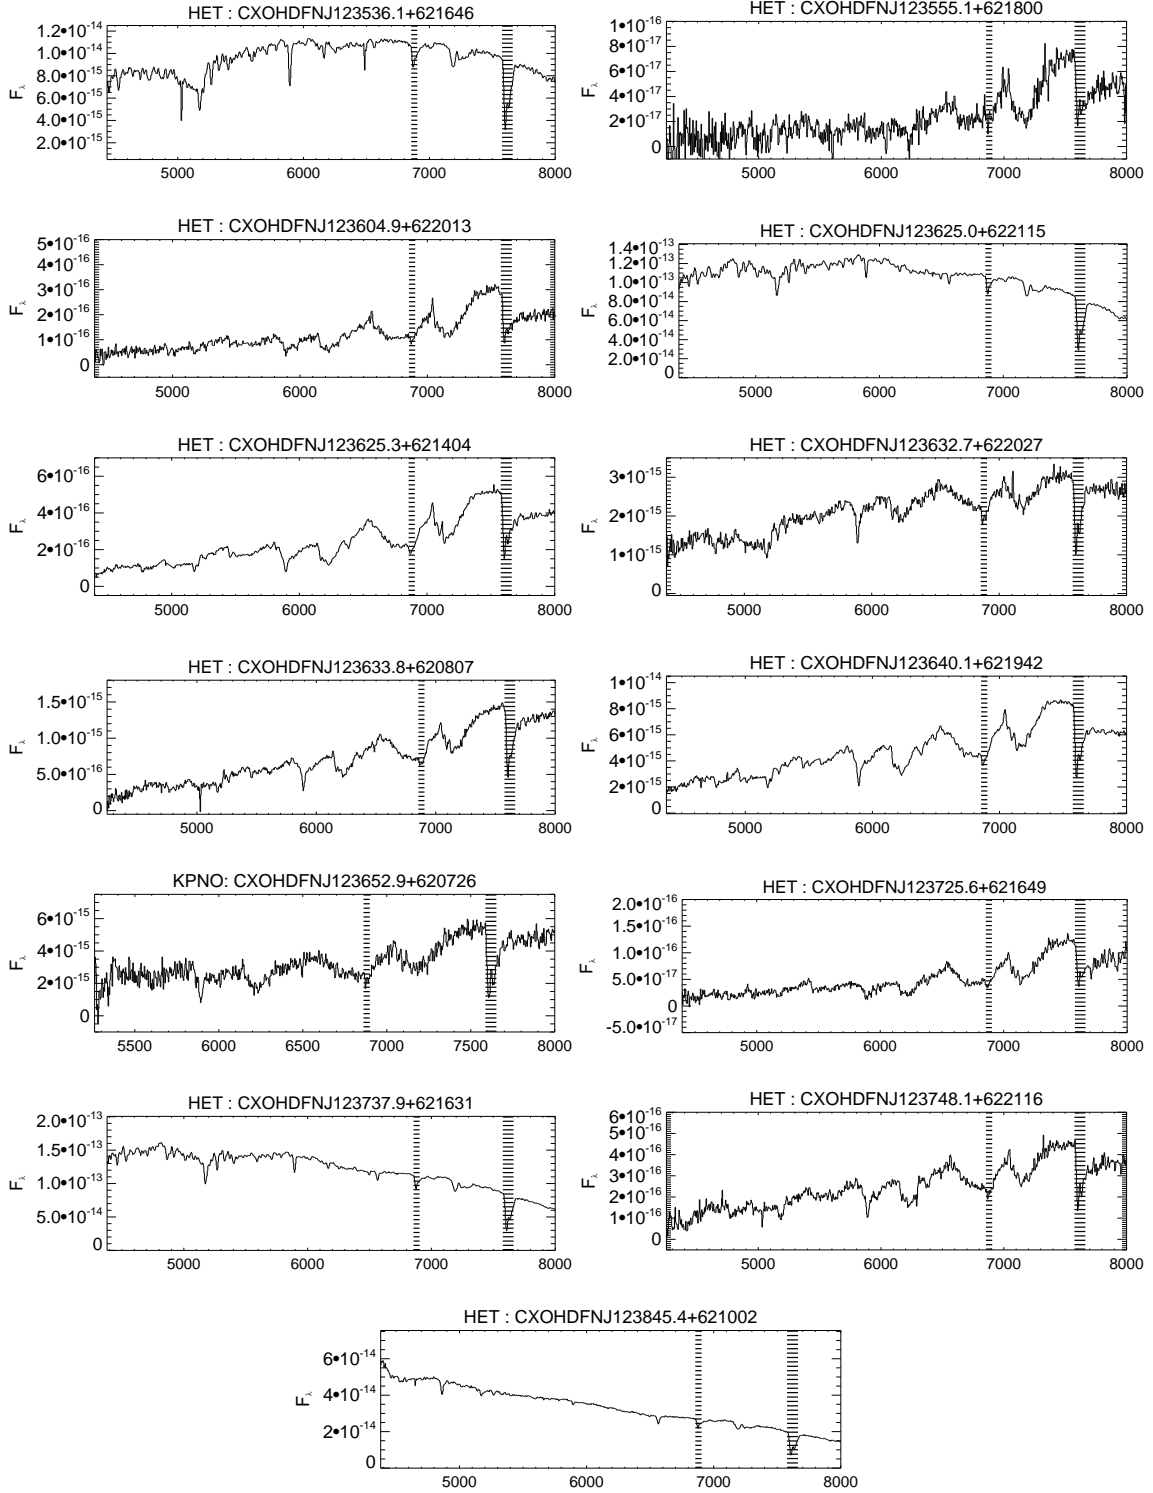 HET : CXOHDFNJ123536.1+621646
1.2•10-14
1.0•10-14
8.0•10-15
6.0•10-15
4.0•10-15
2.0•10-15
Fλ
5000 6000 7000 8000
HET : CXOHDFNJ123555.1+621800
1•10-16
8•10-17
6•10-17
4•10-17
2•10-17
0
Fλ
5000 6000 7000 8000
HET : CXOHDFNJ123604.9+622013
5•10-16
4•10-16
3•10-16
2•10-16
1•10-16
0
Fλ
5000 6000 7000 8000
HET : CXOHDFNJ123625.0+622115
1.4•10-13
1.2•10-13
1.0•10-13
8.0•10-14
6.0•10-14
4.0•10-14
2.0•10-14
0
Fλ
5000 6000 7000 8000
HET : CXOHDFNJ123625.3+621404
6•10-16
4•10-16
2•10-16
0
Fλ
5000 6000 7000 8000
HET : CXOHDFNJ123632.7+622027
3•10-15
2•10-15
1•10-15
0
Fλ
5000 6000 7000 8000
HET : CXOHDFNJ123633.8+620807
1.5•10-15
1.0•10-15
5.0•10-16
0
Fλ
5000 6000 7000 8000
HET : CXOHDFNJ123640.1+621942
1•10-14
8•10-15
6•10-15
4•10-15
2•10-15
0
Fλ
5000 6000 7000 8000
KPNO: CXOHDFNJ123652.9+620726
6•10-15
4•10-15
2•10-15
0
Fλ
5500 6000 6500 7000 7500 8000
HET : CXOHDFNJ123725.6+621649
2.0•10-16
1.5•10-16
1.0•10-16
5.0•10-17
0
-5.0•10-17
Fλ
5000 6000 7000 8000
HET : CXOHDFNJ123737.9+621631
2.0•10-13
1.5•10-13
1.0•10-13
5.0•10-14
0
Fλ
5000 6000 7000 8000
HET : CXOHDFNJ123748.1+622116
6•10-16
5•10-16
4•10-16
3•10-16
2•10-16
1•10-16
0
Fλ
5000 6000 7000 8000
HET : CXOHDFNJ123845.4+621002
6•10-14
4•10-14
2•10-14
0
Fλ
5000 6000 7000 8000